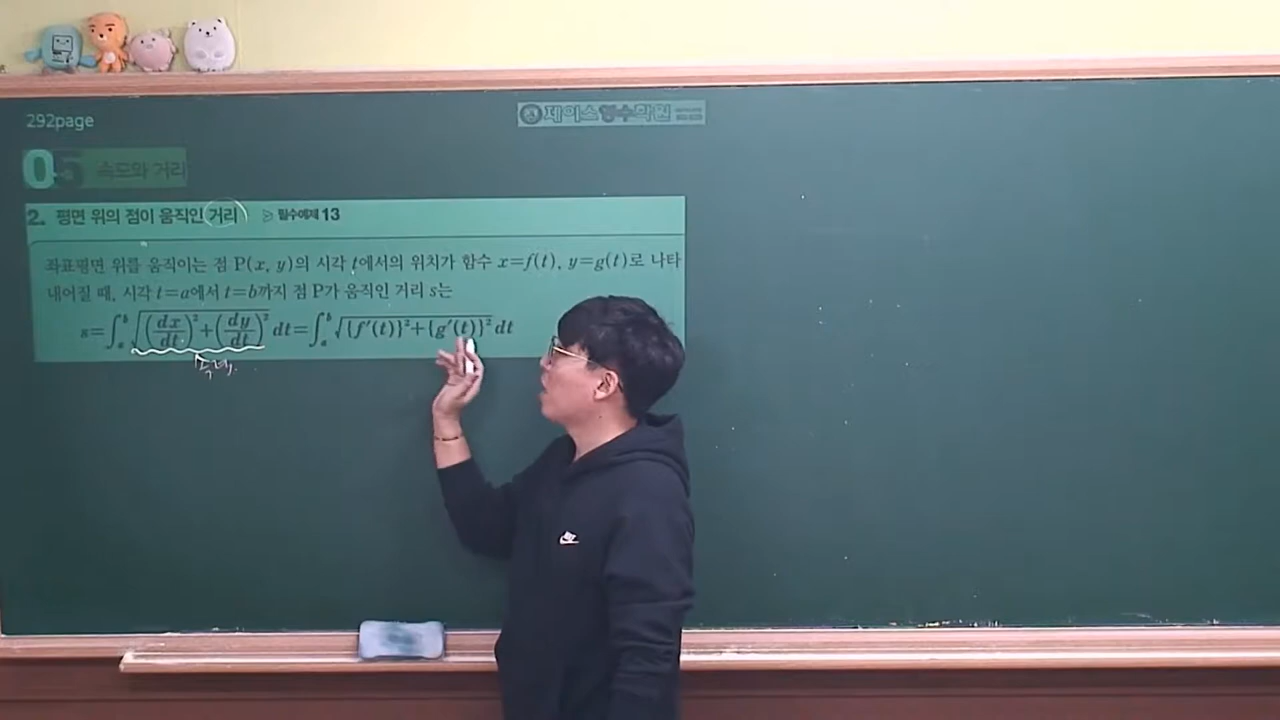 292page
제이스영수학원
05 속도와 거리
2. 평면 위의 점이 움직인 거리 ▷ 필수예제 13
좌표평면 위를 움직이는 점 P(x, y)의 시각 t에서의 위치가 함수 x=f(t), y=g(t)로 나타
내어질 때, 시각 t=a에서 t=b까지 점 P가 움직인 거리 s는
s=∫ₐᵇ√((dx/dt)²+(dy/dt)²) dt=∫ₐᵇ√({f′(t)}²+{g′(t)}²) dt